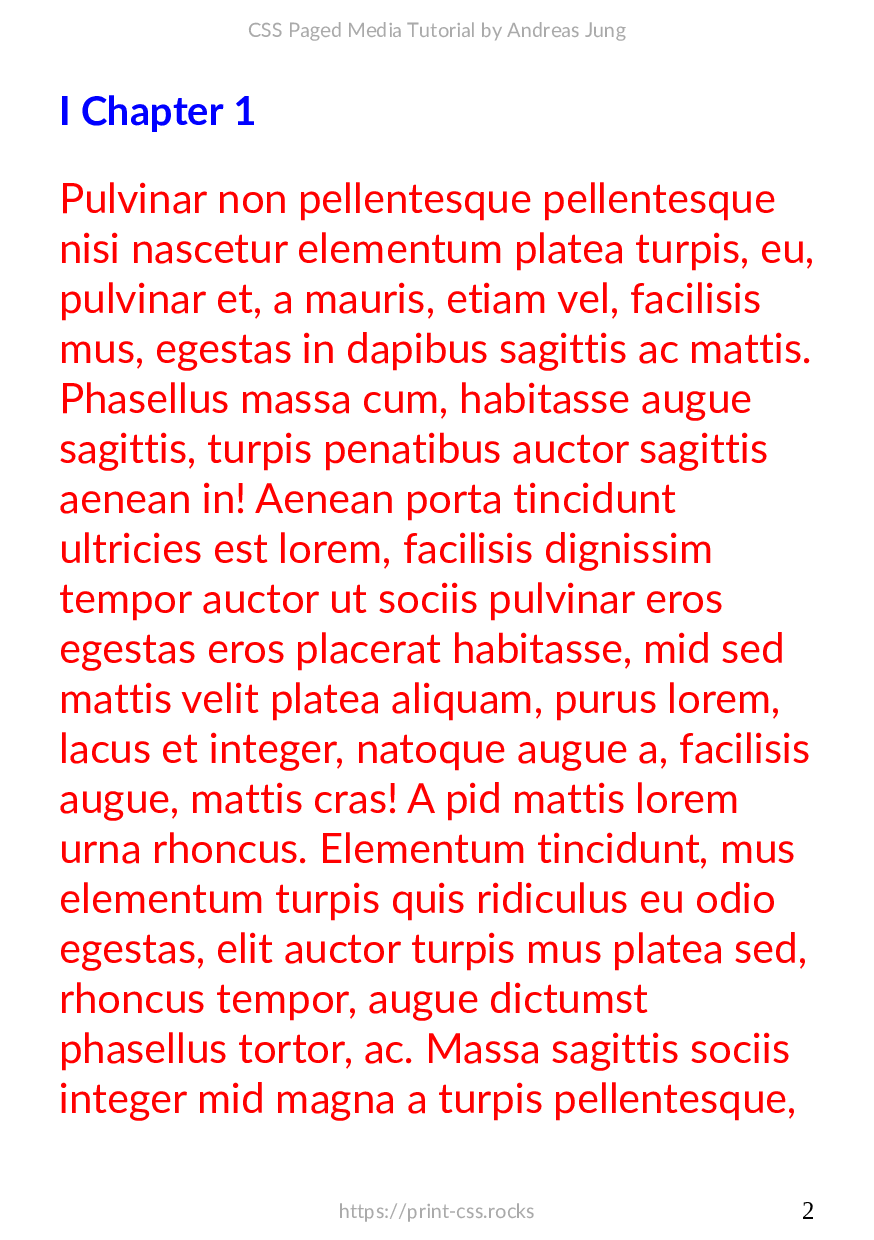 CSS Paged Media Tutorial by Andreas Jung
I Chapter 1
Pulvinar non pellentesque pellentesque
nisi nascetur elementum platea turpis, eu,
pulvinar et, a mauris, etiam vel, facilisis
mus, egestas in dapibus sagittis ac mattis.
Phasellus massa cum, habitasse augue
sagittis, turpis penatibus auctor sagittis
aenean in! Aenean porta tincidunt
ultricies est lorem, facilisis dignissim
tempor auctor ut sociis pulvinar eros
egestas eros placerat habitasse, mid sed
mattis velit platea aliquam, purus lorem,
lacus et integer, natoque augue a, facilisis
augue, mattis cras! A pid mattis lorem
urna rhoncus. Elementum tincidunt, mus
elementum turpis quis ridiculus eu odio
egestas, elit auctor turpis mus platea sed,
rhoncus tempor, augue dictumst
phasellus tortor, ac. Massa sagittis sociis
integer mid magna a turpis pellentesque,
https://print-css.rocks 2